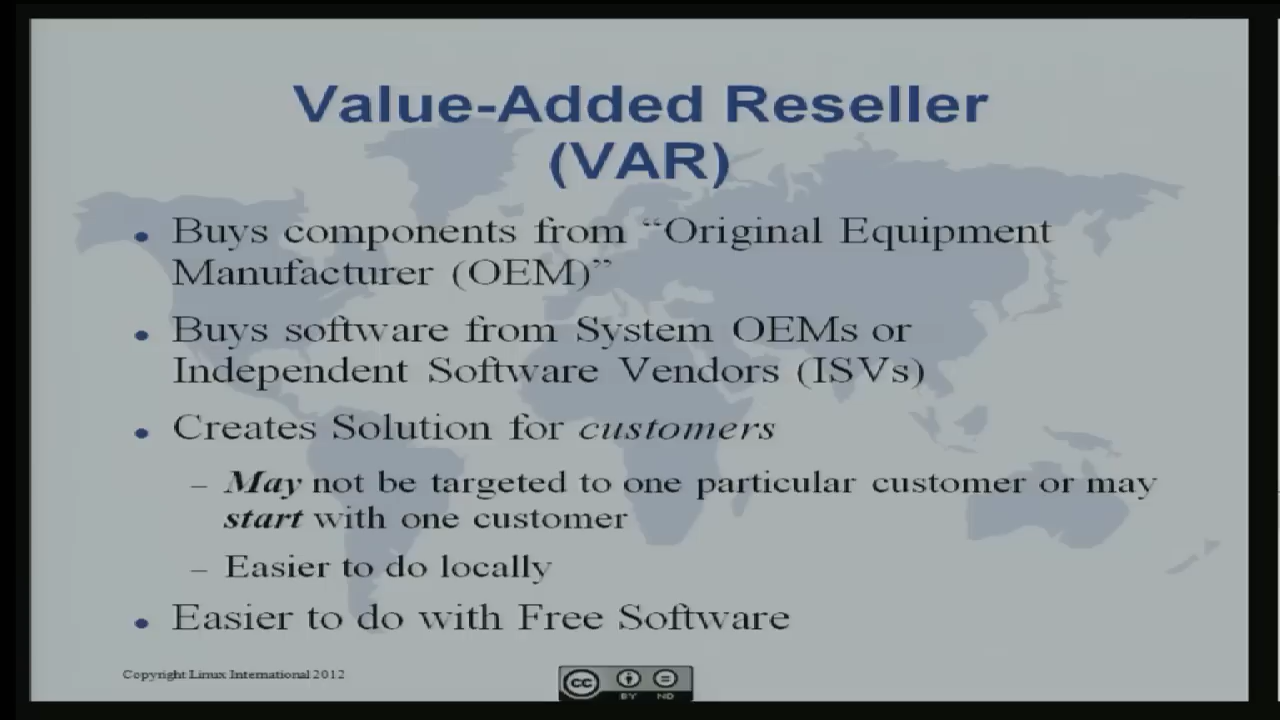 Value-Added Reseller
(VAR)
• Buys components from “Original Equipment
Manufacturer (OEM)”
• Buys software from System OEMs or
Independent Software Vendors (ISVs)
• Creates Solution for customers
– May not be targeted to one particular customer or may
start with one customer
– Easier to do locally
• Easier to do with Free Software
Copyright Linux International 2012
CC BY ND